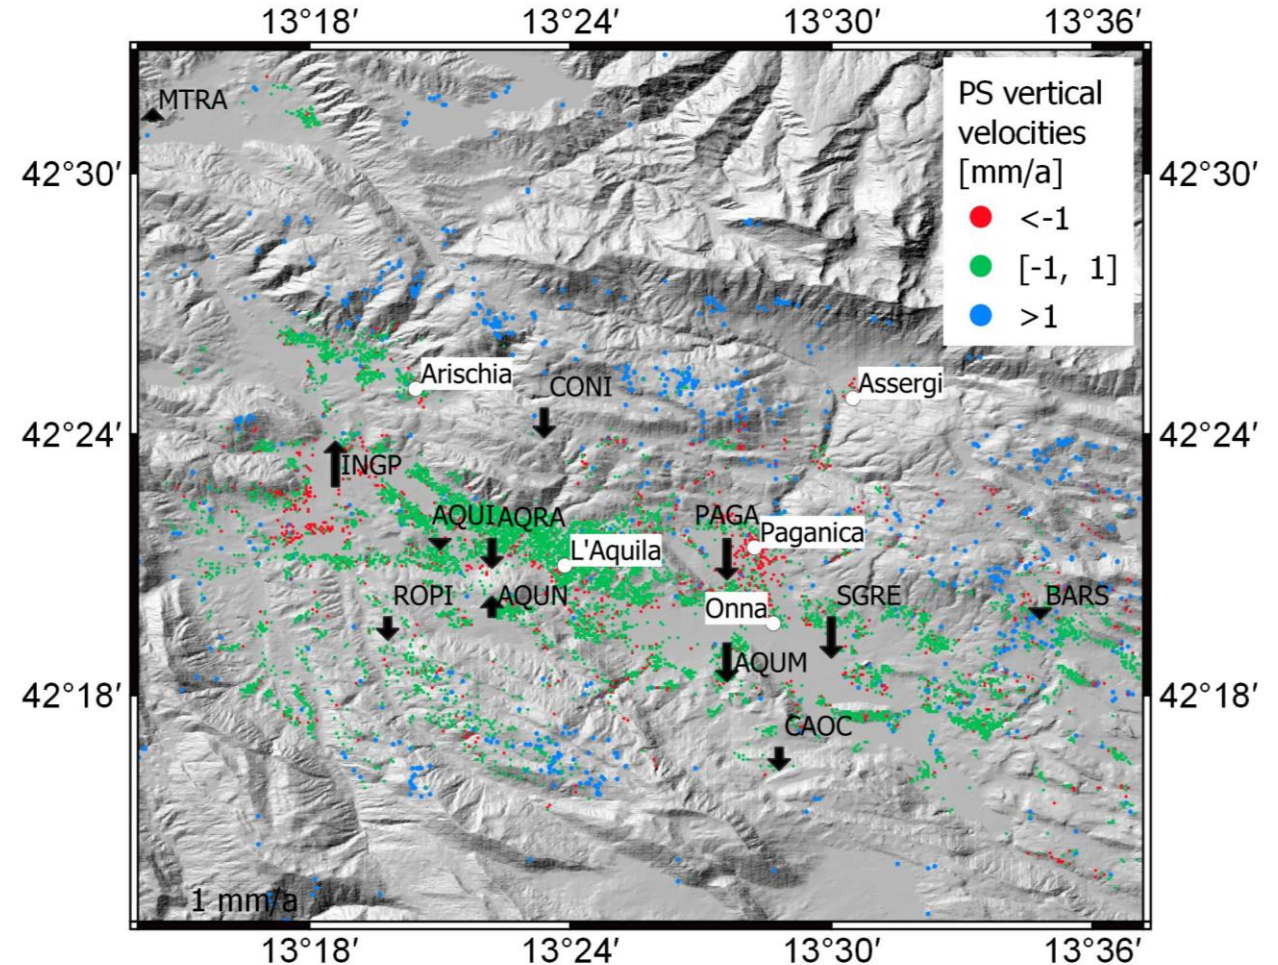 13°18′ 13°24′ 13°30′ 13°36′
MTRA
PS vertical
velocities
[mm/a]
<-1
[-1, 1]
>1
42°30′ 42°30′
Arischia
CONI
Assergi
42°24′ 42°24′
INGP
AQUI AQRA
PAGA
Paganica
L'Aquila
ROPI AQUN
Onna
SGRE
BARS
AQUM
42°18′ 42°18′
CAOC
1 mm/a
13°18′ 13°24′ 13°30′ 13°36′